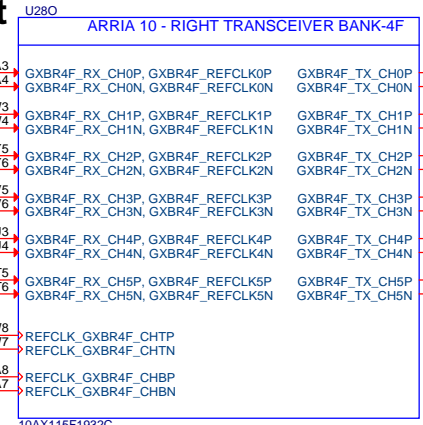 U28O
ARRIA 10 - RIGHT TRANSCEIVER BANK-4F
GXBR4F_RX_CH0P, GXBR4F_REFCLK0P GXBR4F_TX_CH0P
GXBR4F_RX_CH0N, GXBR4F_REFCLK0N GXBR4F_TX_CH0N
GXBR4F_RX_CH1P, GXBR4F_REFCLK1P GXBR4F_TX_CH1P
GXBR4F_RX_CH1N, GXBR4F_REFCLK1N GXBR4F_TX_CH1N
GXBR4F_RX_CH2P, GXBR4F_REFCLK2P GXBR4F_TX_CH2P
GXBR4F_RX_CH2N, GXBR4F_REFCLK2N GXBR4F_TX_CH2N
GXBR4F_RX_CH3P, GXBR4F_REFCLK3P GXBR4F_TX_CH3P
GXBR4F_RX_CH3N, GXBR4F_REFCLK3N GXBR4F_TX_CH3N
GXBR4F_RX_CH4P, GXBR4F_REFCLK4P GXBR4F_TX_CH4P
GXBR4F_RX_CH4N, GXBR4F_REFCLK4N GXBR4F_TX_CH4N
GXBR4F_RX_CH5P, GXBR4F_REFCLK5P GXBR4F_TX_CH5P
GXBR4F_RX_CH5N, GXBR4F_REFCLK5N GXBR4F_TX_CH5N
REFCLK_GXBR4F_CHTP
REFCLK_GXBR4F_CHTN
REFCLK_GXBR4F_CHBP
REFCLK_GXBR4F_CHBN